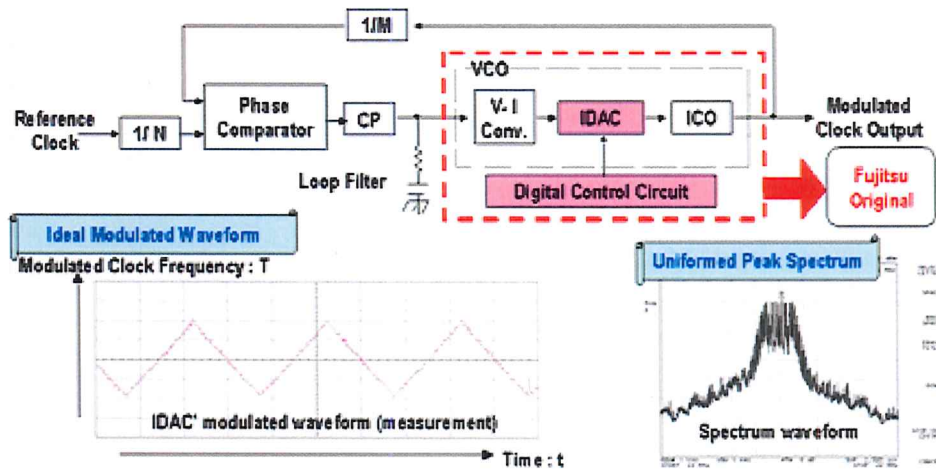 1/M
VCO
Reference
Clock
1/ N
Phase
Comparator
CP
V- I
Conv.
IDAC
ICO
Modulated
Clock Output
Loop Filter
Digital Control Circuit
Fujitsu
Original
Ideal Modulated Waveform
Modulated Clock Frequency : T
IDAC' modulated waveform (measurement)
Time : t
Uniformed Peak Spectrum
Spectrum waveform